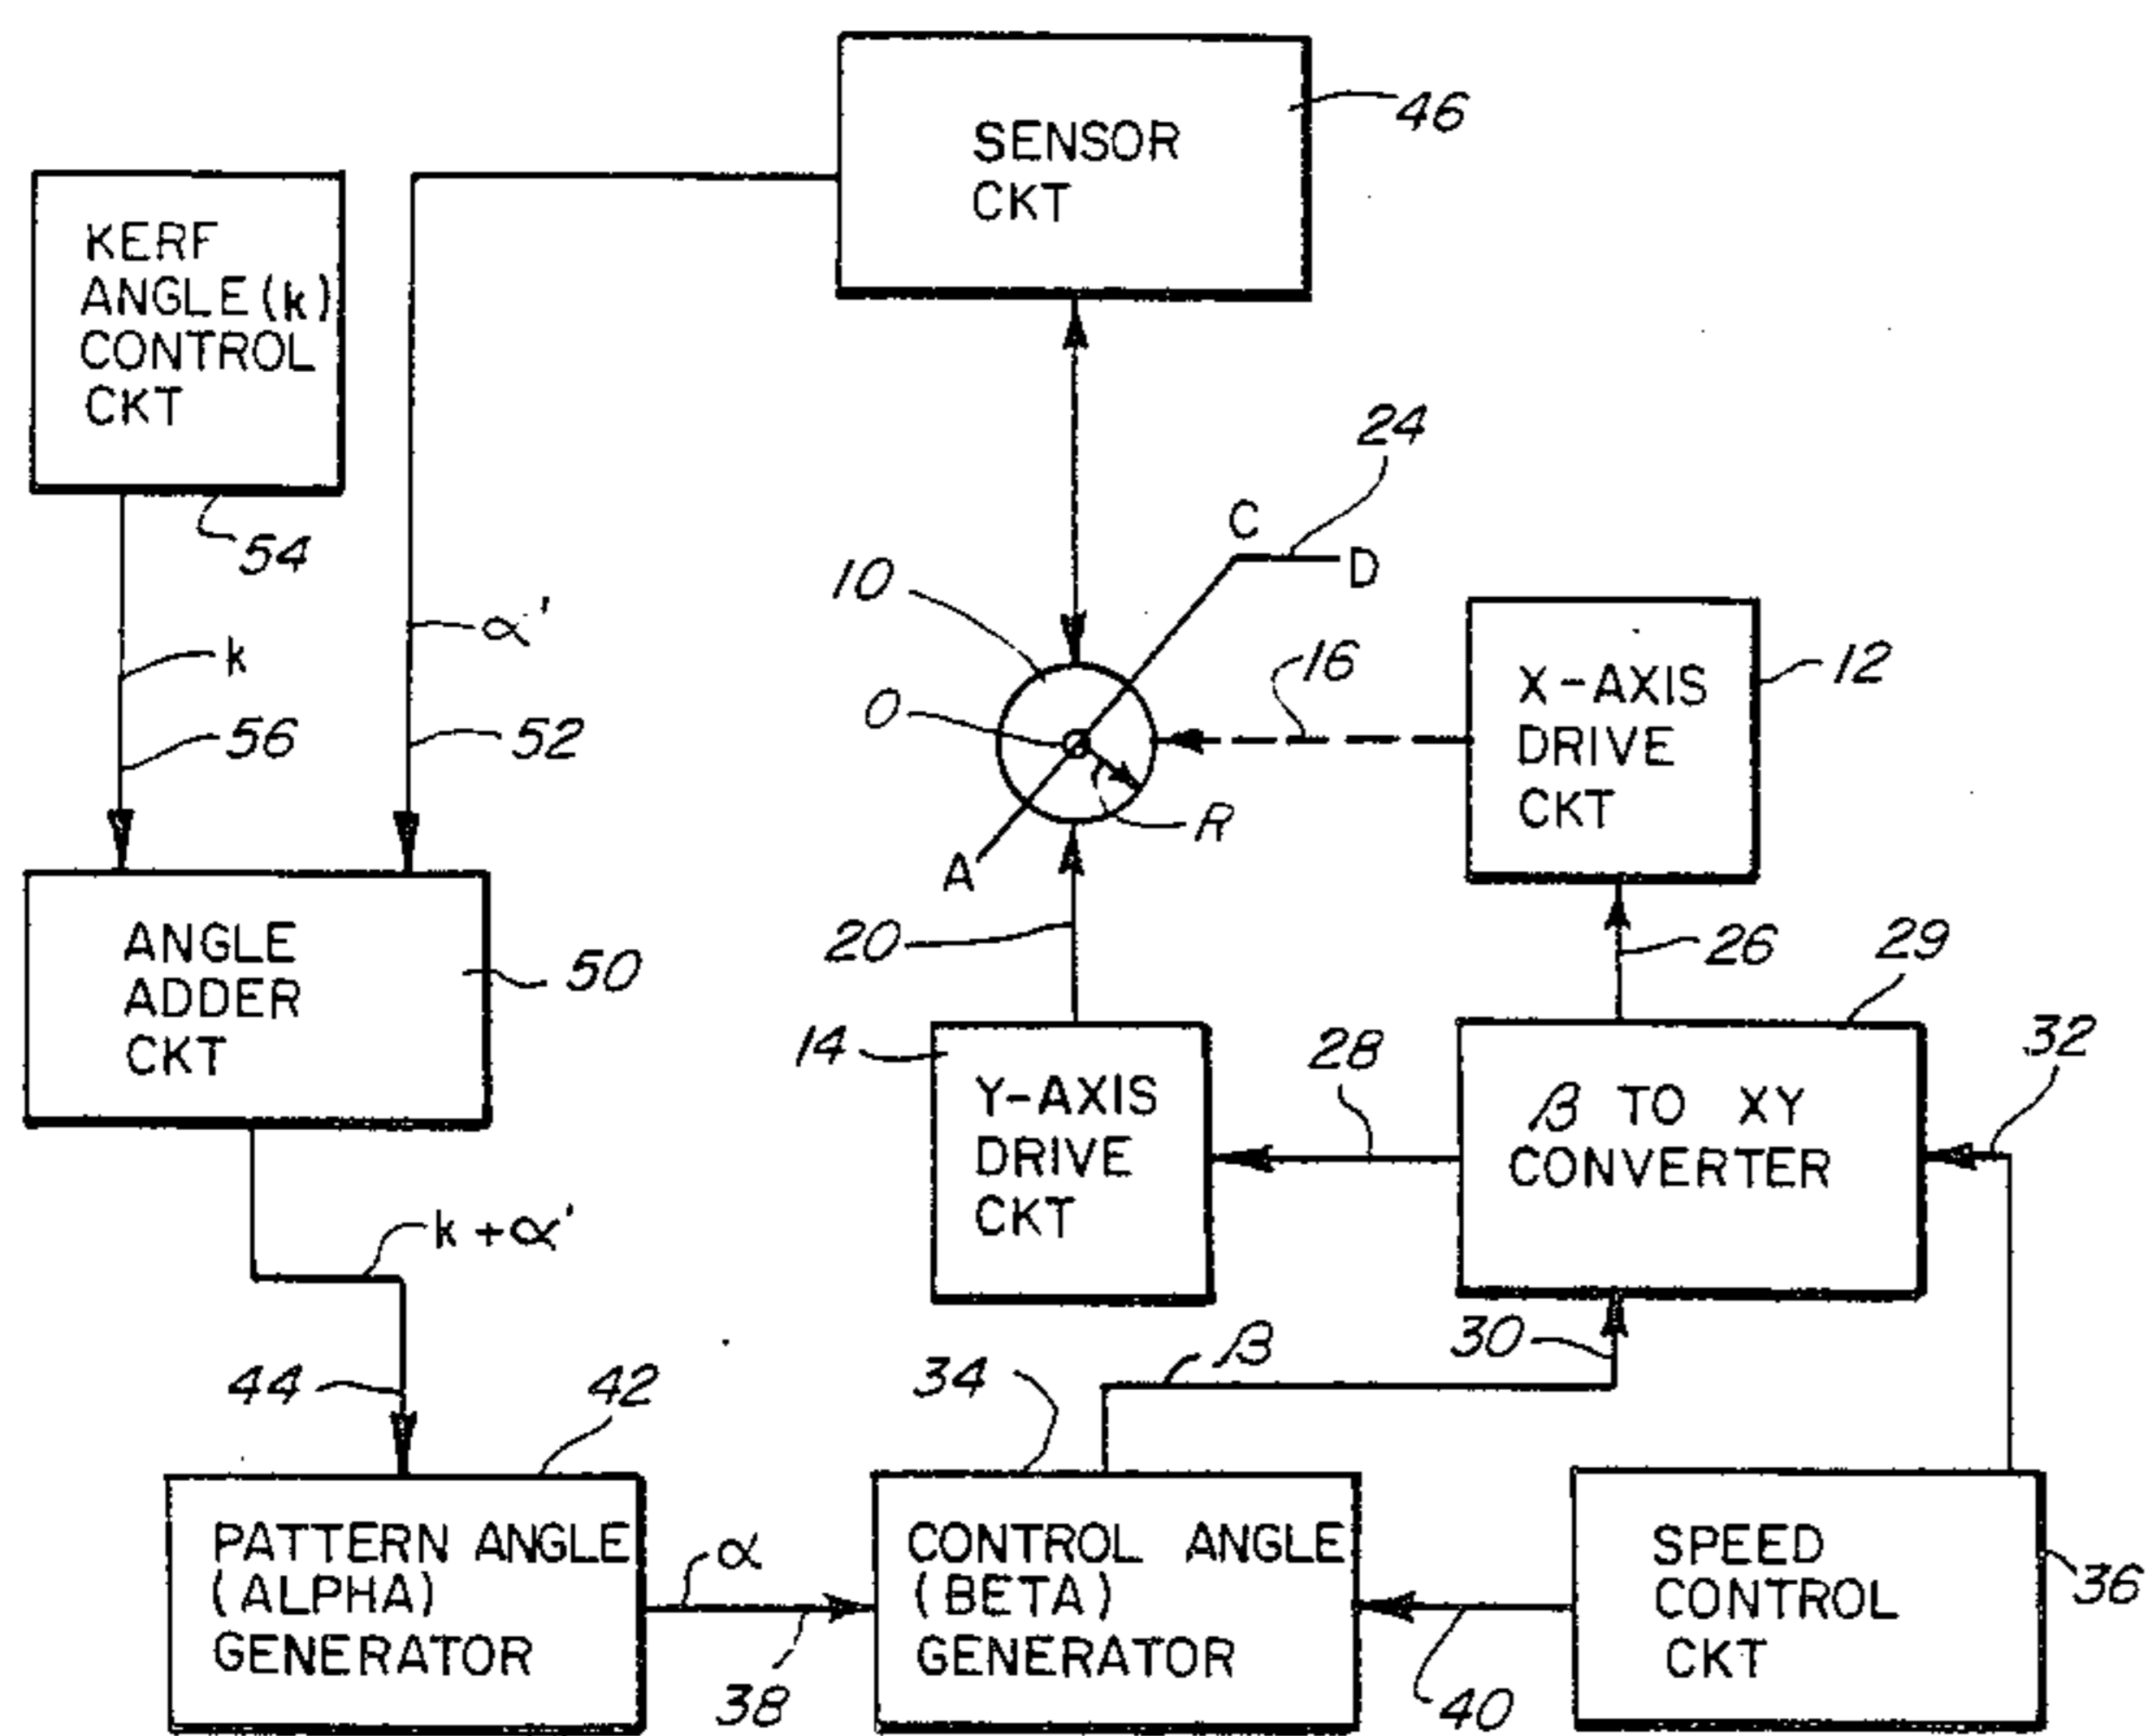 SENSOR
CKT
46
KERF
ANGLE (k)
CONTROL
CKT
54
24
C
D
10
α'
k
O
16
X-AXIS
DRIVE
CKT
12
56
52
R
A
20
26
29
ANGLE
ADDER
CKT
50
14
28
32
Y-AXIS
DRIVE
CKT
β TO XY
CONVERTER
k + α'
30
β
44
42
34
PATTERN ANGLE
(ALPHA)
GENERATOR
α
38
CONTROL ANGLE
(BETA)
GENERATOR
40
SPEED
CONTROL
CKT
36